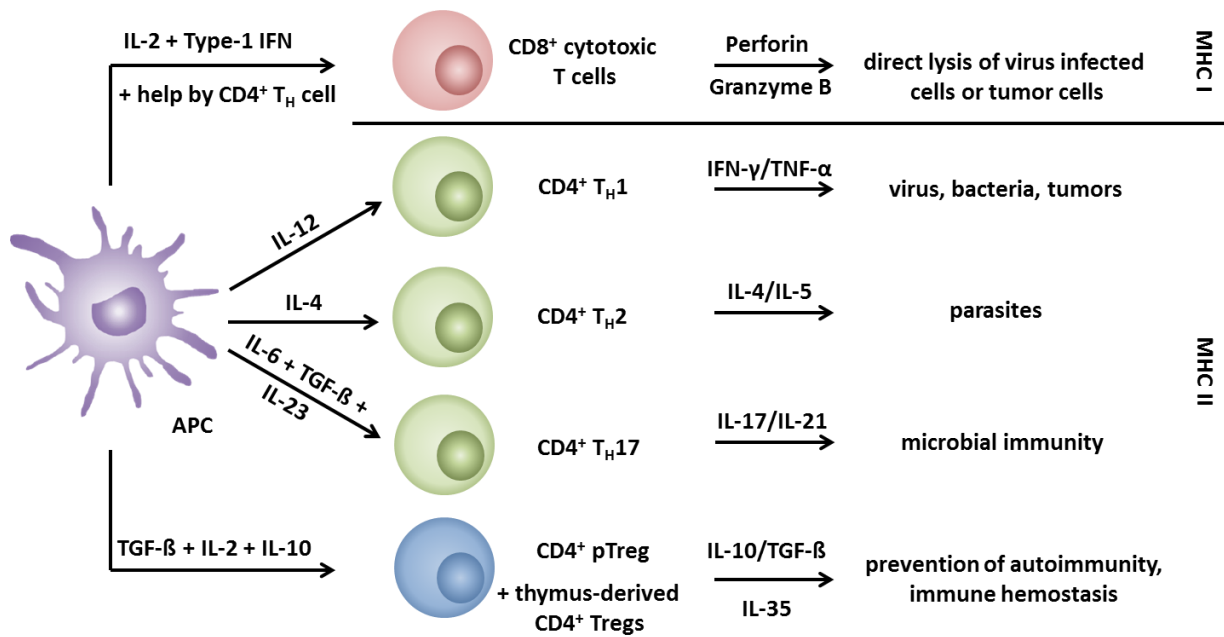 IL-2 + Type-1 IFN
+ help by CD4⁺ T_H cell
CD8⁺ cytotoxic
T cells
Perforin
Granzyme B
direct lysis of virus infected
cells or tumor cells
MHC I
IL-12
CD4⁺ T_H1
IFN-γ/TNF-α
virus, bacteria, tumors
IL-4
CD4⁺ T_H2
IL-4/IL-5
parasites
IL-6 + TGF-ß +
IL-23
CD4⁺ T_H17
IL-17/IL-21
microbial immunity
MHC II
APC
TGF-ß + IL-2 + IL-10
CD4⁺ pTreg
+ thymus-derived
CD4⁺ Tregs
IL-10/TGF-ß
IL-35
prevention of autoimmunity,
immune hemostasis